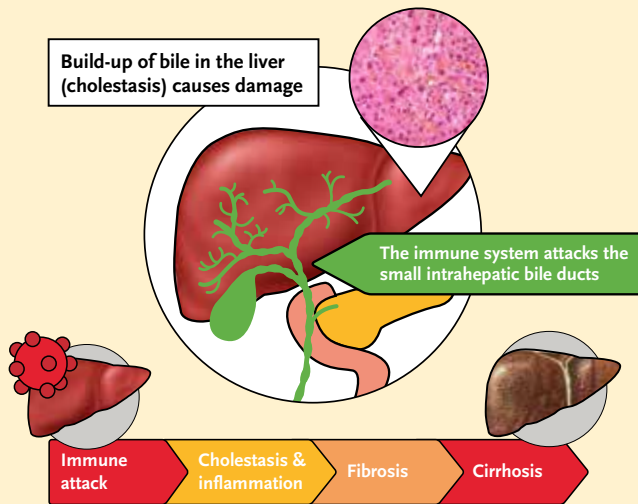 Build-up of bile in the liver
(cholestasis) causes damage
The immune system attacks the
small intrahepatic bile ducts
Immune
attack
Cholestasis &
inflammation
Fibrosis
Cirrhosis